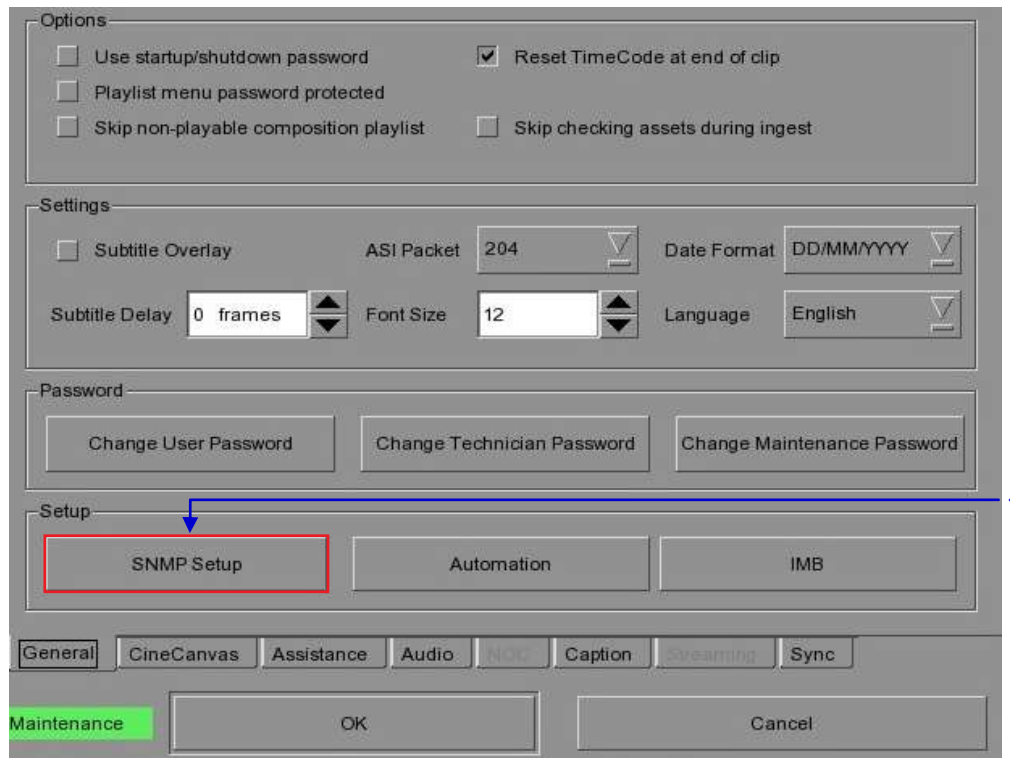 Options
Use startup/shutdown password
Reset TimeCode at end of clip
Playlist menu password protected
Skip non-playable composition playlist
Skip checking assets during ingest
Settings
Subtitle Overlay
ASI Packet
204
Date Format
DD/MM/YYYY
Subtitle Delay
0 frames
Font Size
12
Language
English
Password
Change User Password
Change Technician Password
Change Maintenance Password
Setup
SNMP Setup
Automation
IMB
General
CineCanvas
Assistance
Audio
NOC
Caption
Streaming
Sync
Maintenance
OK
Cancel